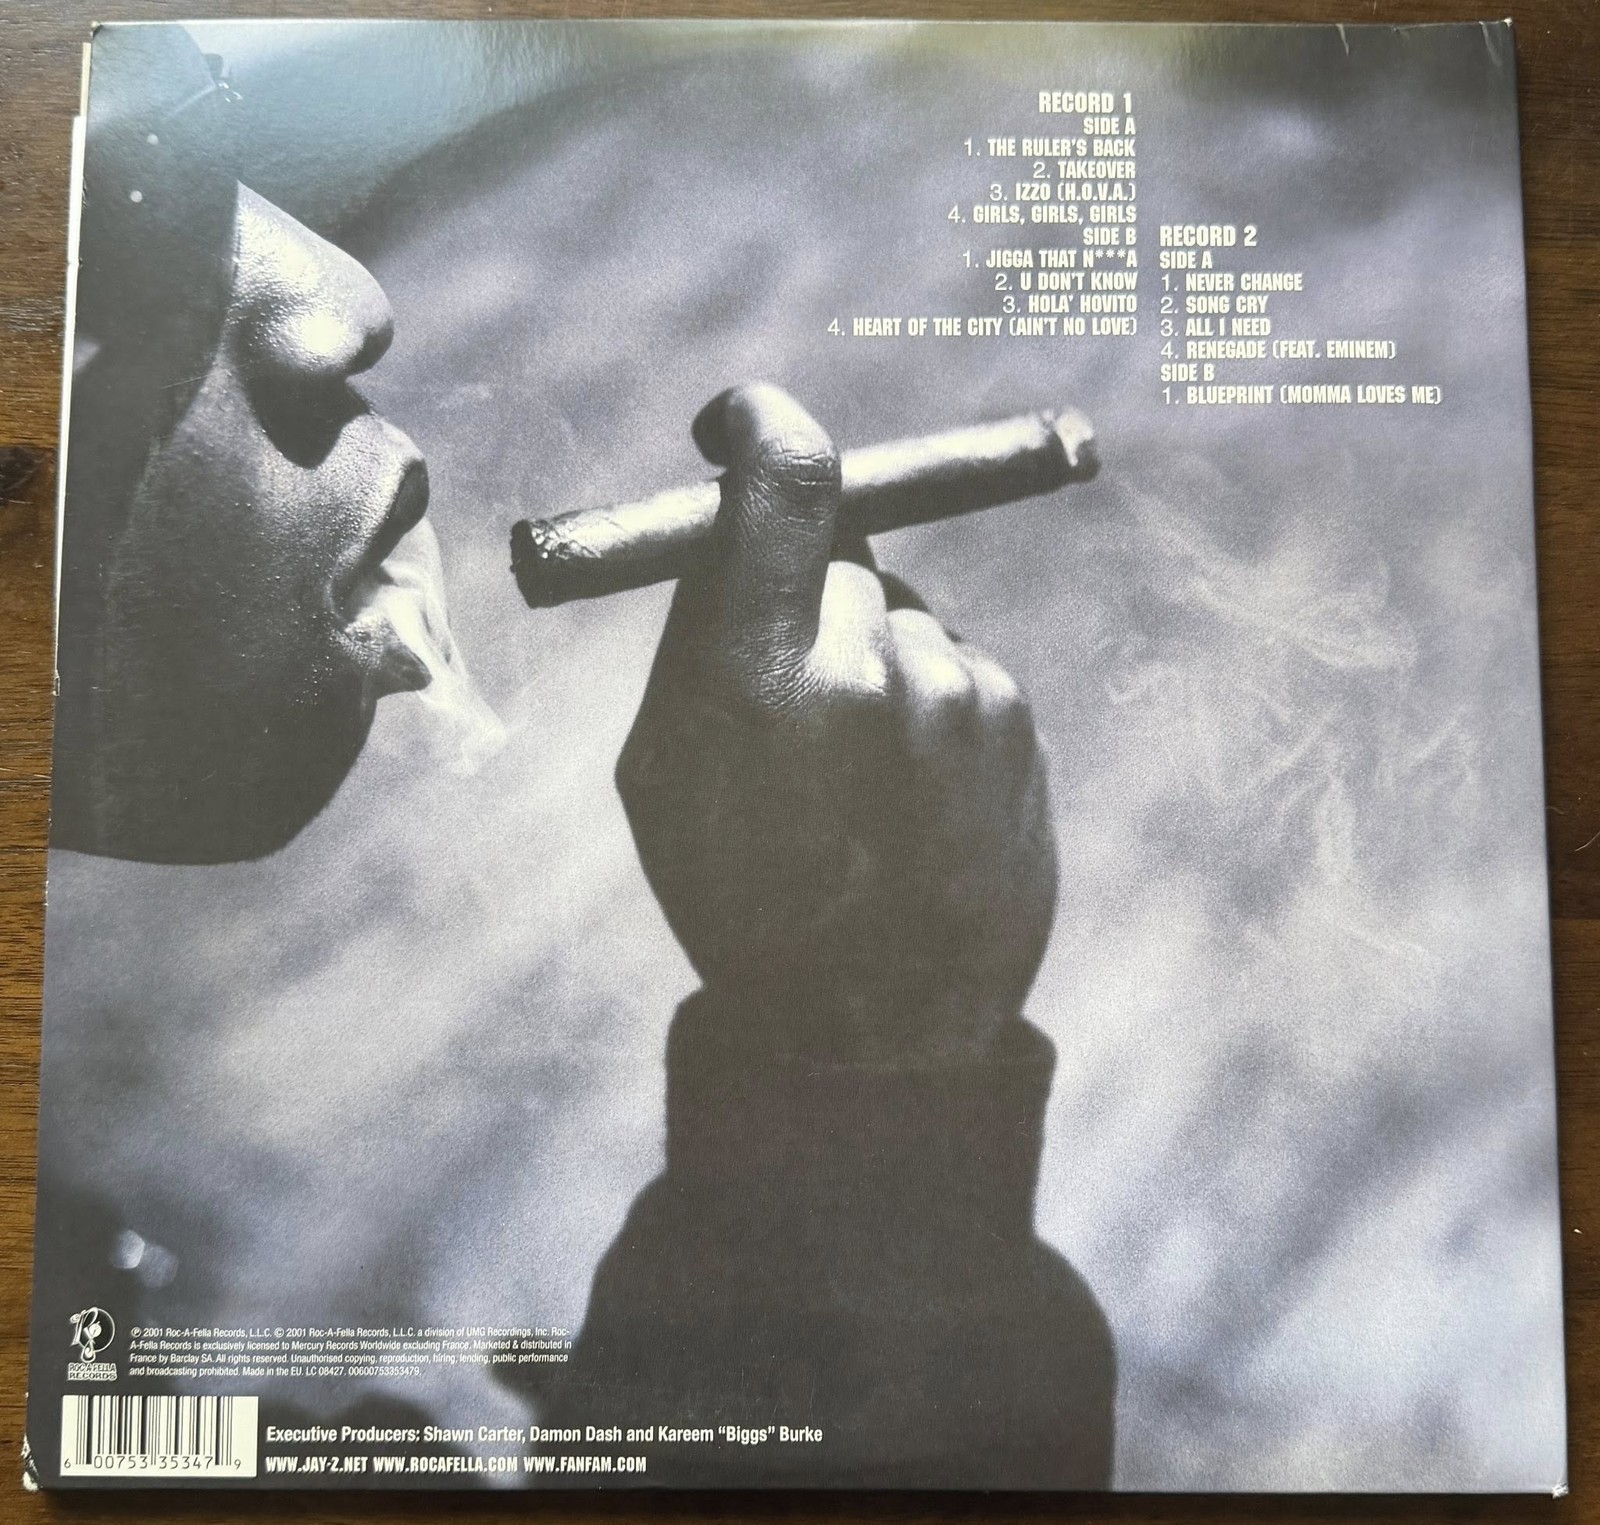 RECORD 1
SIDE A
1. THE RULER'S BACK
2. TAKEOVER
3. IZZO (H.O.V.A.)
4. GIRLS, GIRLS, GIRLS
SIDE B
1. JIGGA THAT N***A
2. U DON'T KNOW
3. HOLA' HOVITO
4. HEART OF THE CITY (AIN'T NO LOVE)
RECORD 2
SIDE A
1. NEVER CHANGE
2. SONG CRY
3. ALL I NEED
4. RENEGADE (FEAT. EMINEM)
SIDE B
1. BLUEPRINT (MOMMA LOVES ME)
ROC-A-FELLA
RECORDS
℗ 2001 Roc-A-Fella Records, L.L.C. © 2001 Roc-A-Fella Records, L.L.C. a division of UMG Recordings, Inc. Roc-
A-Fella Records is exclusively licensed to Mercury Records Worldwide excluding France. Marketed & distributed in
France by Barclay SA. All rights reserved. Unauthorised copying, reproduction, hiring, lending, public performance
and broadcasting prohibited. Made in the EU. LC 08427. 00600753353479.
6 00753 35347 9
Executive Producers: Shawn Carter, Damon Dash and Kareem “Biggs” Burke
WWW.JAY-Z.NET WWW.ROCAFELLA.COM WWW.FANFAM.COM